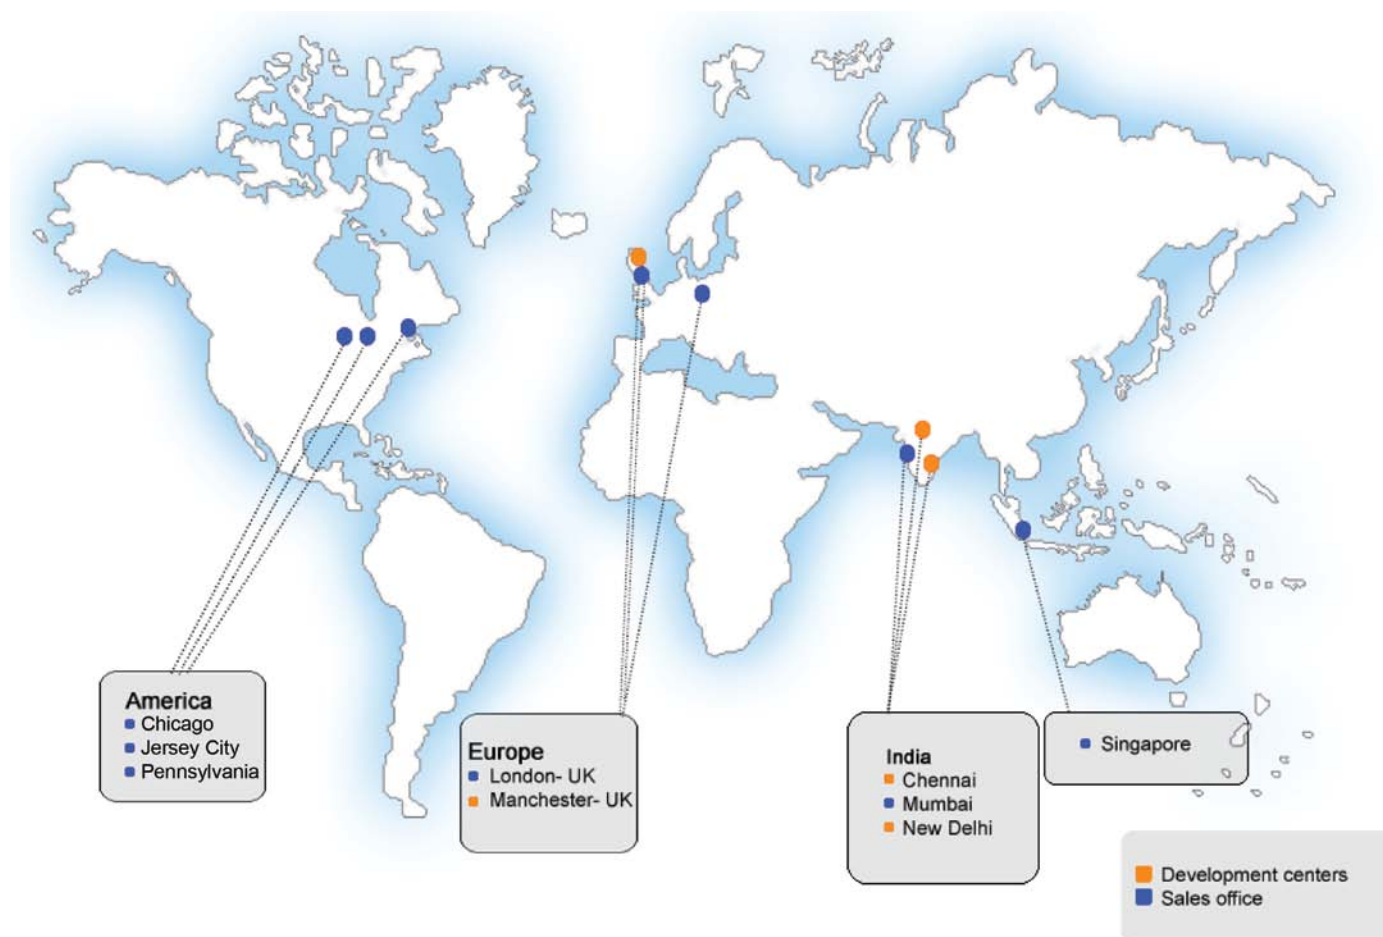 America
Chicago
Jersey City
Pennsylvania
Europe
London- UK
Manchester- UK
India
Chennai
Mumbai
New Delhi
Singapore
Development centers
Sales office